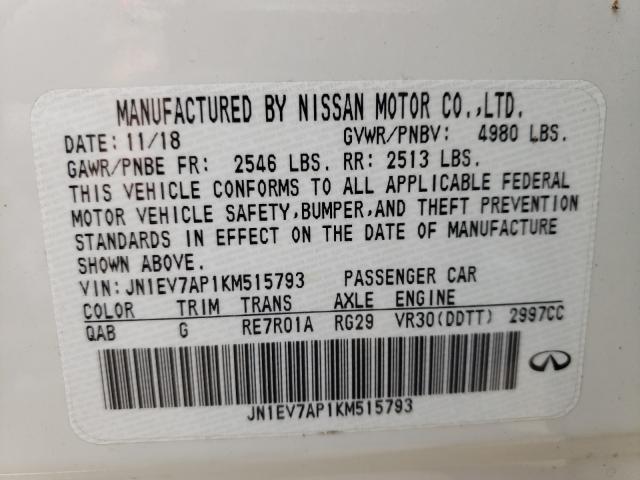 MANUFACTURED BY NISSAN MOTOR CO.,LTD.
DATE: 11/18 GVWR/PNBV: 4980 LBS.
GAWR/PNBE FR: 2546 LBS. RR: 2513 LBS.
THIS VEHICLE CONFORMS TO ALL APPLICABLE FEDERAL
MOTOR VEHICLE SAFETY,BUMPER,AND THEFT PREVENTION
STANDARDS IN EFFECT ON THE DATE OF MANUFACTURE
SHOWN ABOVE.
VIN: JN1EV7AP1KM515793 PASSENGER CAR
COLOR TRIM TRANS AXLE ENGINE
QAB G RE7R01A RG29 VR30(DDTT) 2997CC
JN1EV7AP1KM515793